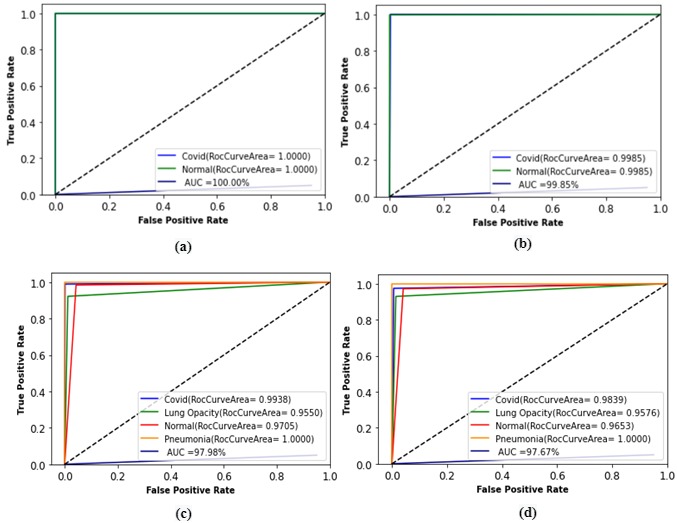 1.0
0.8
0.6
0.4
0.2
0.0
True Positive Rate
Covid(RocCurveArea= 1.0000)
Normal(RocCurveArea= 1.0000)
AUC =100.00%
0.0 0.2 0.4 0.6 0.8 1.0
False Positive Rate
(a)
1.0
0.8
0.6
0.4
0.2
0.0
True Positive Rate
Covid(RocCurveArea= 0.9985)
Normal(RocCurveArea= 0.9985)
AUC =99.85%
0.0 0.2 0.4 0.6 0.8 1.0
False Positive Rate
(b)
1.0
0.8
0.6
0.4
0.2
0.0
True Positive Rate
Covid(RocCurveArea= 0.9938)
Lung Opacity(RocCurveArea= 0.9550)
Normal(RocCurveArea= 0.9705)
Pneumonia(RocCurveArea= 1.0000)
AUC =97.98%
0.0 0.2 0.4 0.6 0.8 1.0
False Positive Rate
(c)
1.0
0.8
0.6
0.4
0.2
0.0
True Positive Rate
Covid(RocCurveArea= 0.9839)
Lung Opacity(RocCurveArea= 0.9576)
Normal(RocCurveArea= 0.9653)
Pneumonia(RocCurveArea= 1.0000)
AUC =97.67%
0.0 0.2 0.4 0.6 0.8 1.0
False Positive Rate
(d)